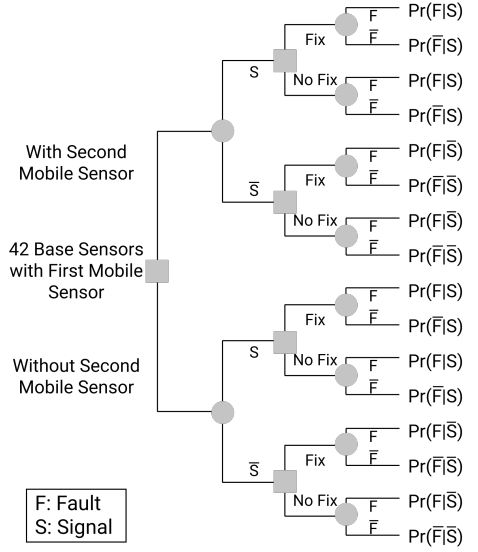 F
Pr(F|S)
Fix
F̅
Pr(F̅|S)
S
No Fix
F
Pr(F|S)
F̅
Pr(F̅|S)
With Second
Mobile Sensor
F
Pr(F|S̅)
Fix
F̅
Pr(F̅|S̅)
S̅
No Fix
F
Pr(F|S̅)
F̅
Pr(F̅|S̅)
42 Base Sensors
with First Mobile
Sensor
F
Pr(F|S)
Fix
F̅
Pr(F̅|S)
S
No Fix
F
Pr(F|S)
F̅
Pr(F̅|S)
Without Second
Mobile Sensor
F
Pr(F|S̅)
Fix
F̅
Pr(F̅|S̅)
S̅
No Fix
F
Pr(F|S̅)
F̅
Pr(F̅|S̅)
F: Fault
S: Signal